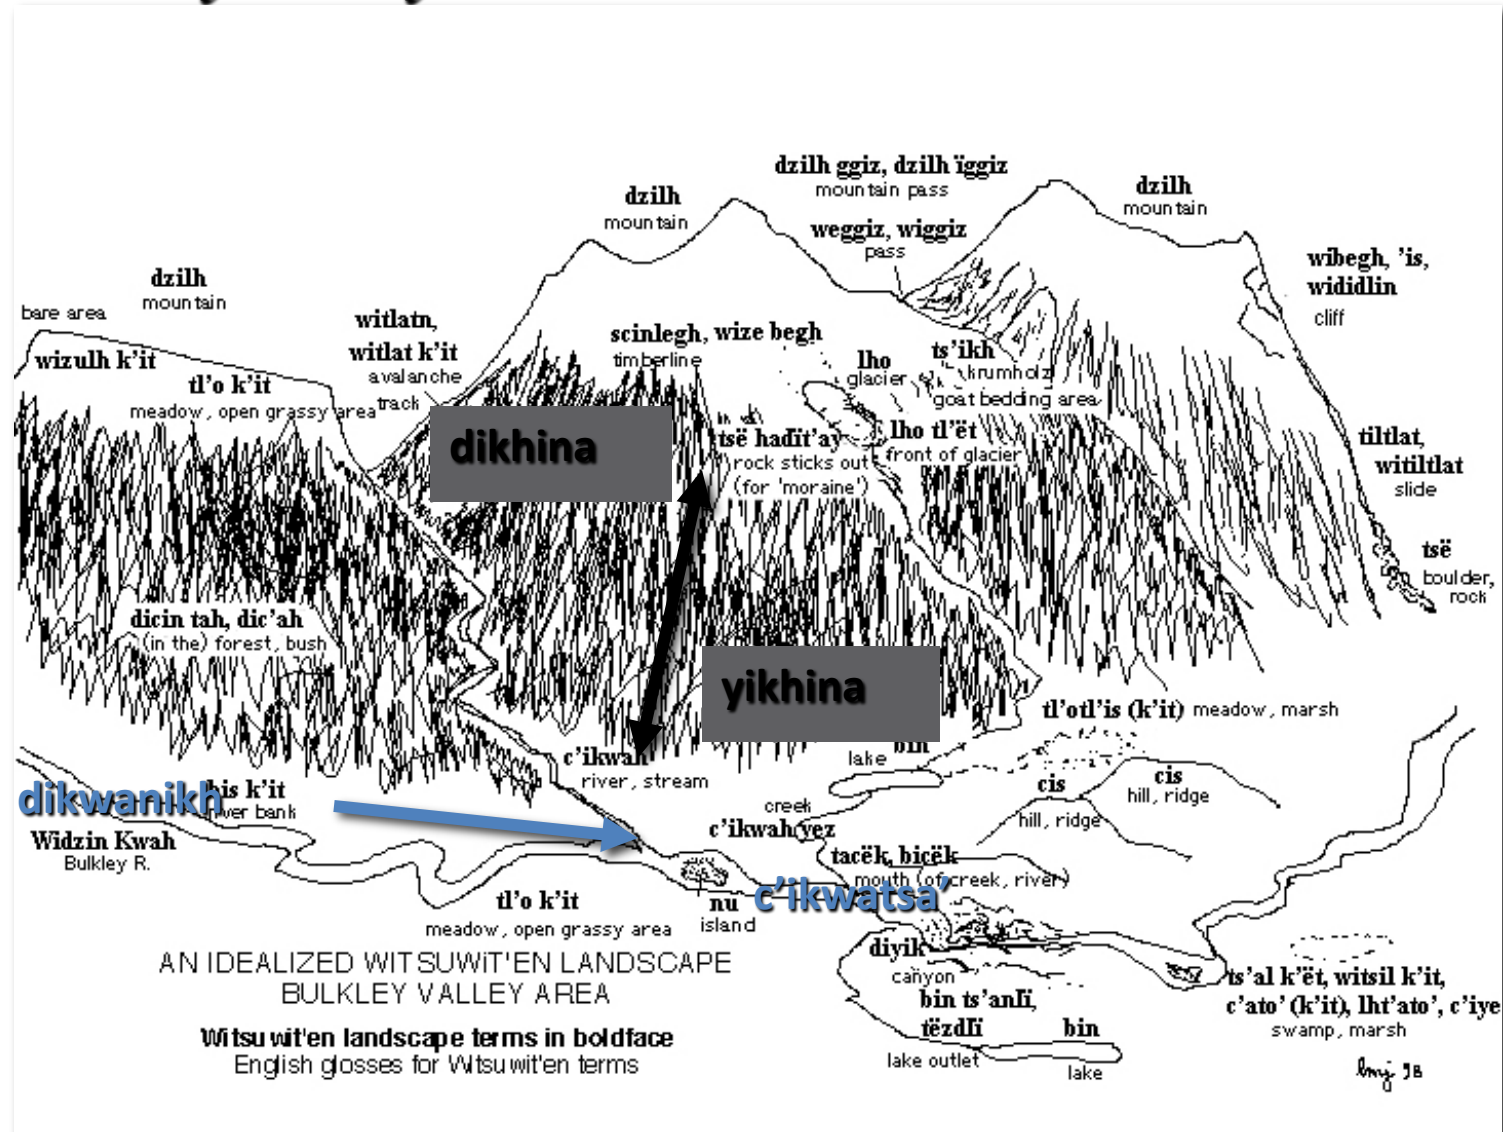 dzilh ggiz, dzilh ïggiz
mountain pass
dzilh
mountain
dzilh
mountain
weggiz, wiggiz
pass
wibegh, ’is,
wididlin
cliff
dzilh
mountain
bare area
wizulh k’it
witlatn,
witlat k’it
avalanche
track
scinlegh, wize begh
timberline
tl’o k’it
meadow, open grassy area
lho
glacier
ts’ikh
krumholz
goat bedding area
dikhina
tsë hadït’ay
rock sticks out
(for 'moraine')
lho tl’ët
front of glacier
tiltlat,
witiltlat
slide
tsë
boulder,
rock
dicin tah, dic’ah
(in the) forest, bush
yikhina
tl’otl’is (k’it) meadow, marsh
c’ikwah
river, stream
bin
lake
cis
hill, ridge
cis
hill, ridge
dikwanikh
k’it
bank
Widzin Kwah
Bulkley R.
creek
c’ikwah yez
tacëk, bicëk
mouth (of creek, river)
c’ikwatsa’
tl’o k’it
meadow, open grassy area
nu
island
diyik
canyon
bin ts’anlï,
tëzdlï
lake outlet
bin
lake
ts’al k’ët, witsil k’it,
c’ato’ (k’it), lht’ato’, c’iye
swamp, marsh
AN IDEALIZED WITSUWIT'EN LANDSCAPE
BULKLEY VALLEY AREA
Witsuwit'en landscape terms in boldface
English glosses for Witsuwit'en terms